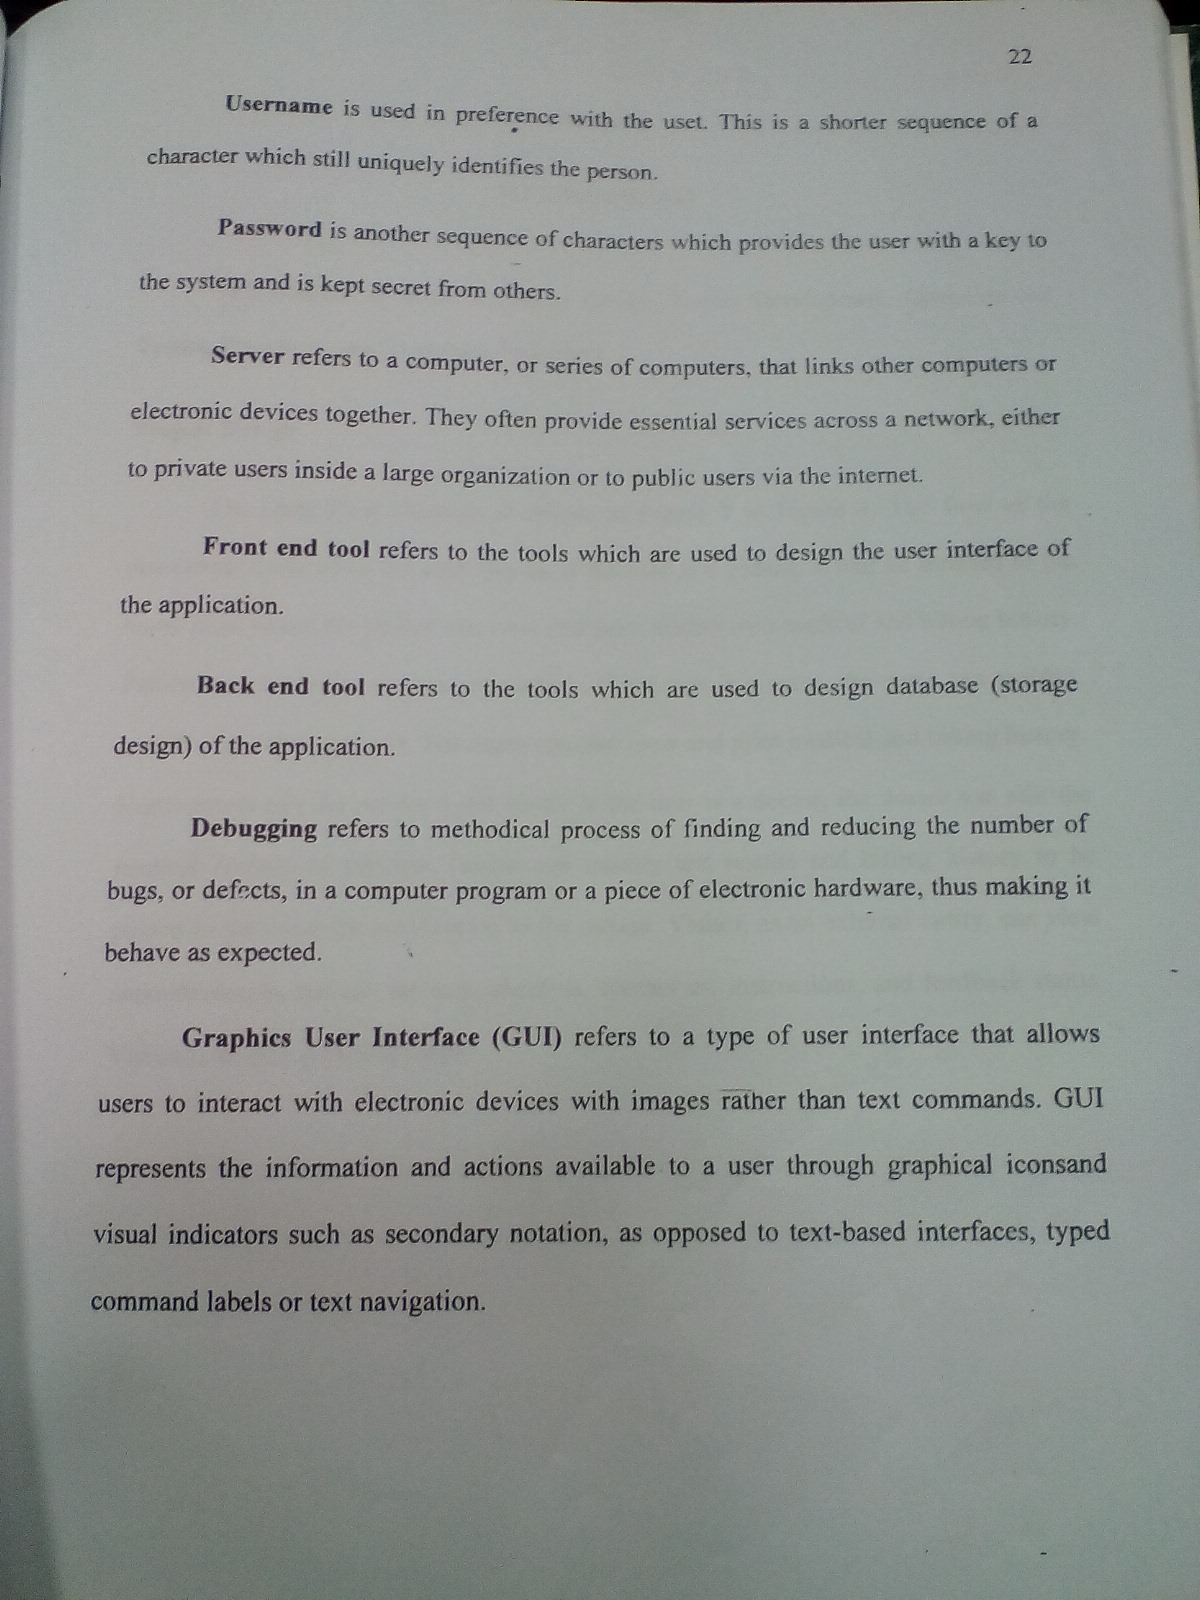 22
Username is used in preference with the uset. This is a shorter sequence of a
character which still uniquely identifies the person.
Password is another sequence of characters which provides the user with a key to
the system and is kept secret from others.
Server refers to a computer, or series of computers, that links other computers or
electronic devices together. They often provide essential services across a network, either
to private users inside a large organization or to public users via the internet.
Front end tool refers to the tools which are used to design the user interface of
the application.
Back end tool refers to the tools which are used to design database (storage
design) of the application.
Debugging refers to methodical process of finding and reducing the number of
bugs, or defects, in a computer program or a piece of electronic hardware, thus making it
behave as expected.
Graphics User Interface (GUI) refers to a type of user interface that allows
users to interact with electronic devices with images rather than text commands. GUI
represents the information and actions available to a user through graphical iconsand
visual indicators such as secondary notation, as opposed to text-based interfaces, typed
command labels or text navigation.